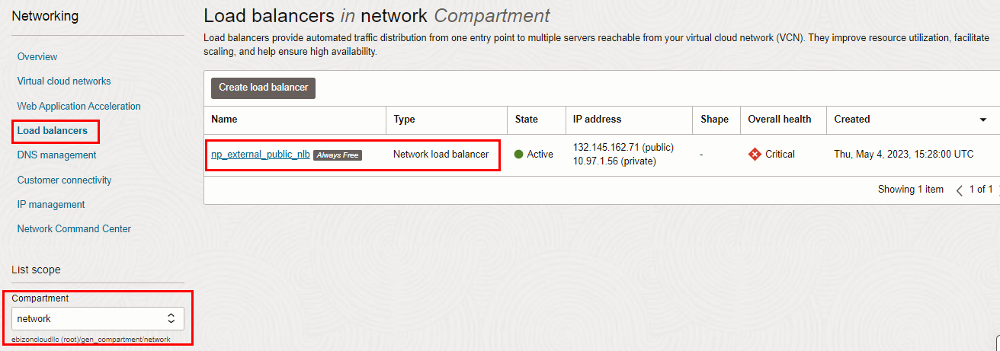 Networking
Overview
Virtual cloud networks
Web Application Acceleration
Load balancers
DNS management
Customer connectivity
IP management
Network Command Center
List scope
Compartment
network
ebizoncloudllc (root)/gen_compartment/network
Load balancers in network Compartment
Load balancers provide automated traffic distribution from one entry point to multiple servers reachable from your virtual cloud network (VCN). They improve resource utilization, facilitate
scaling, and help ensure high availability.
Create load balancer
Name Type State IP address Shape Overall health Created
np_external_public_nlb Always Free Network load balancer Active 132.145.162.71 (public) - Critical Thu, May 4, 2023, 15:28:00 UTC
10.97.1.56 (private)
Showing 1 item 1 of 1